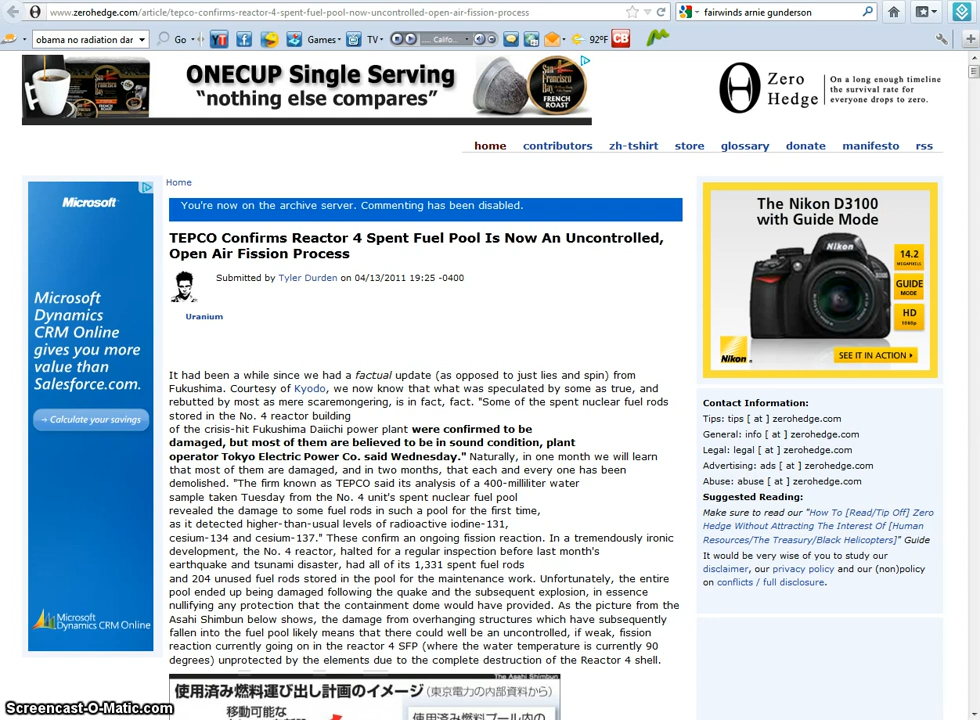 www.zerohedge.com/article/tepco-confirms-reactor-4-spent-fuel-pool-now-uncontrolled-open-air-fission-process
fairwinds arnie gunderson
obama no radiation dar
Go
Games
TV
Califo...
92°F
CB
ONECUP Single Serving
"nothing else compares"
San Francisco Bay
FRENCH ROAST
Zero Hedge
On a long enough timeline
the survival rate for
everyone drops to zero.
home contributors zh-tshirt store glossary donate manifesto rss
Microsoft
Microsoft
Dynamics
CRM Online
gives you more
value than
Salesforce.com.
→ Calculate your savings
Microsoft
Dynamics CRM Online
Home
You're now on the archive server. Commenting has been disabled.
TEPCO Confirms Reactor 4 Spent Fuel Pool Is Now An Uncontrolled,
Open Air Fission Process
Submitted by Tyler Durden on 04/13/2011 19:25 -0400
Uranium
It had been a while since we had a factual update (as opposed to just lies and spin) from
Fukushima. Courtesy of Kyodo, we now know that what was speculated by some as true, and
rebutted by most as mere scaremongering, is in fact, fact. "Some of the spent nuclear fuel rods
stored in the No. 4 reactor building
of the crisis-hit Fukushima Daiichi power plant were confirmed to be
damaged, but most of them are believed to be in sound condition, plant
operator Tokyo Electric Power Co. said Wednesday." Naturally, in one month we will learn
that most of them are damaged, and in two months, that each and every one has been
demolished. "The firm known as TEPCO said its analysis of a 400-milliliter water
sample taken Tuesday from the No. 4 unit's spent nuclear fuel pool
revealed the damage to some fuel rods in such a pool for the first time,
as it detected higher-than-usual levels of radioactive iodine-131,
cesium-134 and cesium-137." These confirm an ongoing fission reaction. In a tremendously ironic
development, the No. 4 reactor, halted for a regular inspection before last month's
earthquake and tsunami disaster, had all of its 1,331 spent fuel rods
and 204 unused fuel rods stored in the pool for the maintenance work. Unfortunately, the entire
pool ended up being damaged following the quake and the subsequent explosion, in essence
nullifying any protection that the containment dome would have provided. As the picture from the
Asahi Shimbun below shows, the damage from overhanging structures which have subsequently
fallen into the fuel pool likely means that there could well be an uncontrolled, if weak, fission
reaction currently going on in the reactor 4 SFP (where the water temperature is currently 90
degrees) unprotected by the elements due to the complete destruction of the Reactor 4 shell.
The Asahi Shimbun
使用済み燃料運び出し計画のイメージ(東京電力の内部資料から)
移動可能な
使用済み燃料プール内の
The Nikon D3100
with Guide Mode
Nikon
14.2
MEGAPIXELS
GUIDE
MODE
HD
1080p
Nikon
SEE IT IN ACTION
Contact Information:
Tips: tips [ at ] zerohedge.com
General: info [ at ] zerohedge.com
Legal: legal [ at ] zerohedge.com
Advertising: ads [ at ] zerohedge.com
Abuse: abuse [ at ] zerohedge.com
Suggested Reading:
Make sure to read our "How To [Read/Tip Off] Zero
Hedge Without Attracting The Interest Of [Human
Resources/The Treasury/Black Helicopters]" Guide
It would be very wise of you to study our
disclaimer, our privacy policy and our (non)policy
on conflicts / full disclosure.
Screencast-O-Matic.com